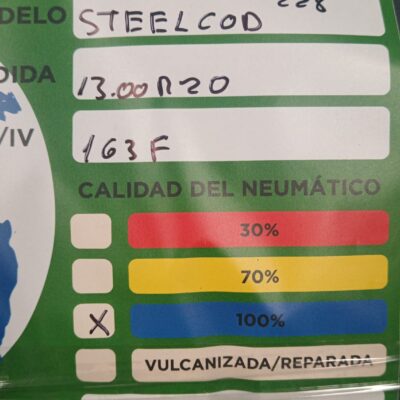 228
DELO STEELCOD
DIDA 13.00R20
/IV 163F
CALIDAD DEL NEUMÁTICO
30%
70%
X 100%
VULCANIZADA/REPARADA